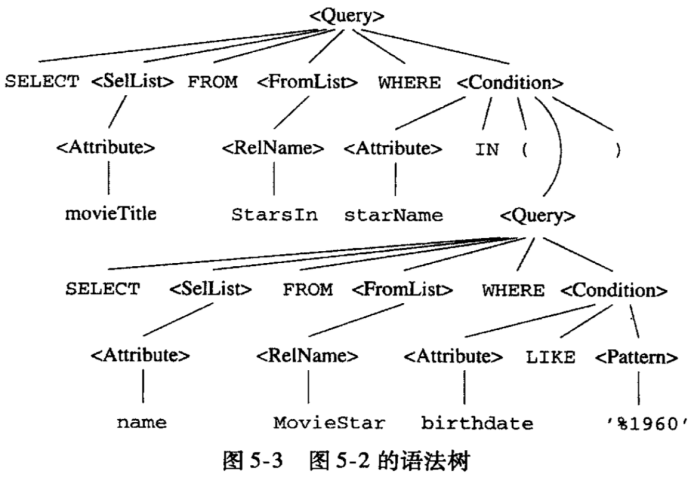 <Query>
SELECT <SelList> FROM <FromList> WHERE <Condition>
<Attribute> <RelName> <Attribute> IN ( )
movieTitle StarsIn starName <Query>
SELECT <SelList> FROM <FromList> WHERE <Condition>
<Attribute> <RelName> <Attribute> LIKE <Pattern>
name MovieStar birthdate '%1960'
图 5-3 图 5-2 的语法树